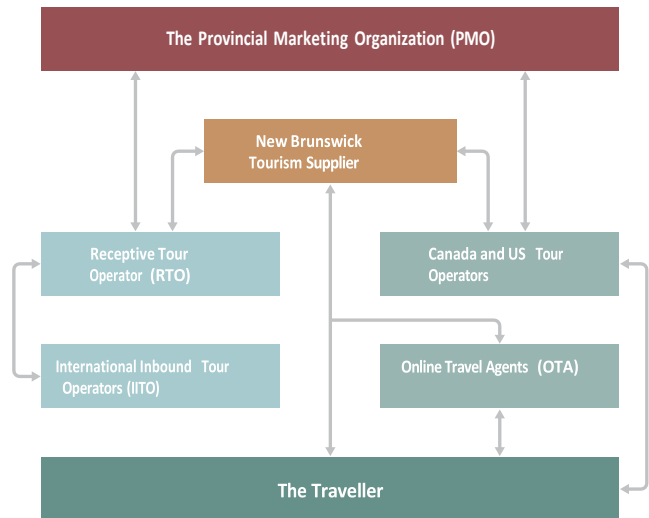 The Provincial Marketing Organization (PMO)
New Brunswick
Tourism Supplier
Receptive Tour
Operator (RTO)
Canada and US Tour
Operators
International Inbound Tour
Operators (IITO)
Online Travel Agents (OTA)
The Traveller